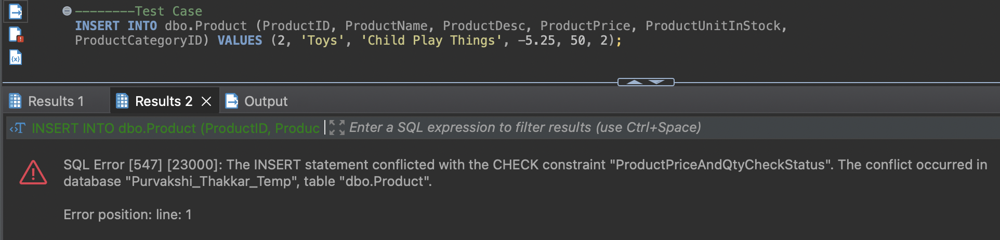 --------Test Case
INSERT INTO dbo.Product (ProductID, ProductName, ProductDesc, ProductPrice, ProductUnitInStock,
ProductCategoryID) VALUES (2, 'Toys', 'Child Play Things', -5.25, 50, 2);
Results 1
Results 2
Output
INSERT INTO dbo.Product (ProductID, Produc
Enter a SQL expression to filter results (use Ctrl+Space)
SQL Error [547] [23000]: The INSERT statement conflicted with the CHECK constraint "ProductPriceAndQtyCheckStatus". The conflict occurred in
database "Purvakshi_Thakkar_Temp", table "dbo.Product".
Error position: line: 1